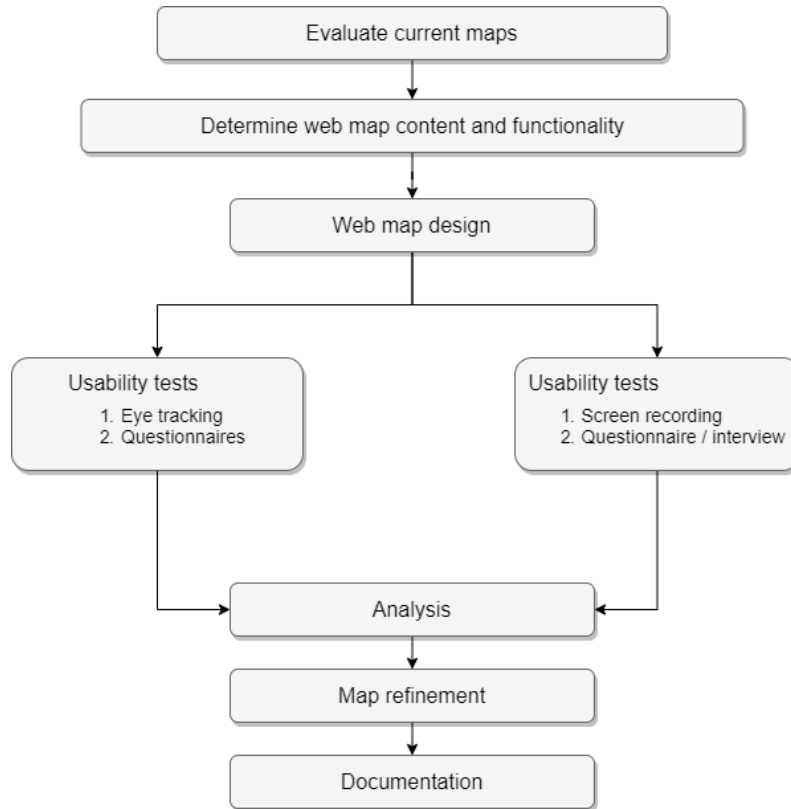 Evaluate current maps
Determine web map content and functionality
Web map design
Usability tests
1. Eye tracking
2. Questionnaires
Usability tests
1. Screen recording
2. Questionnaire / interview
Analysis
Map refinement
Documentation